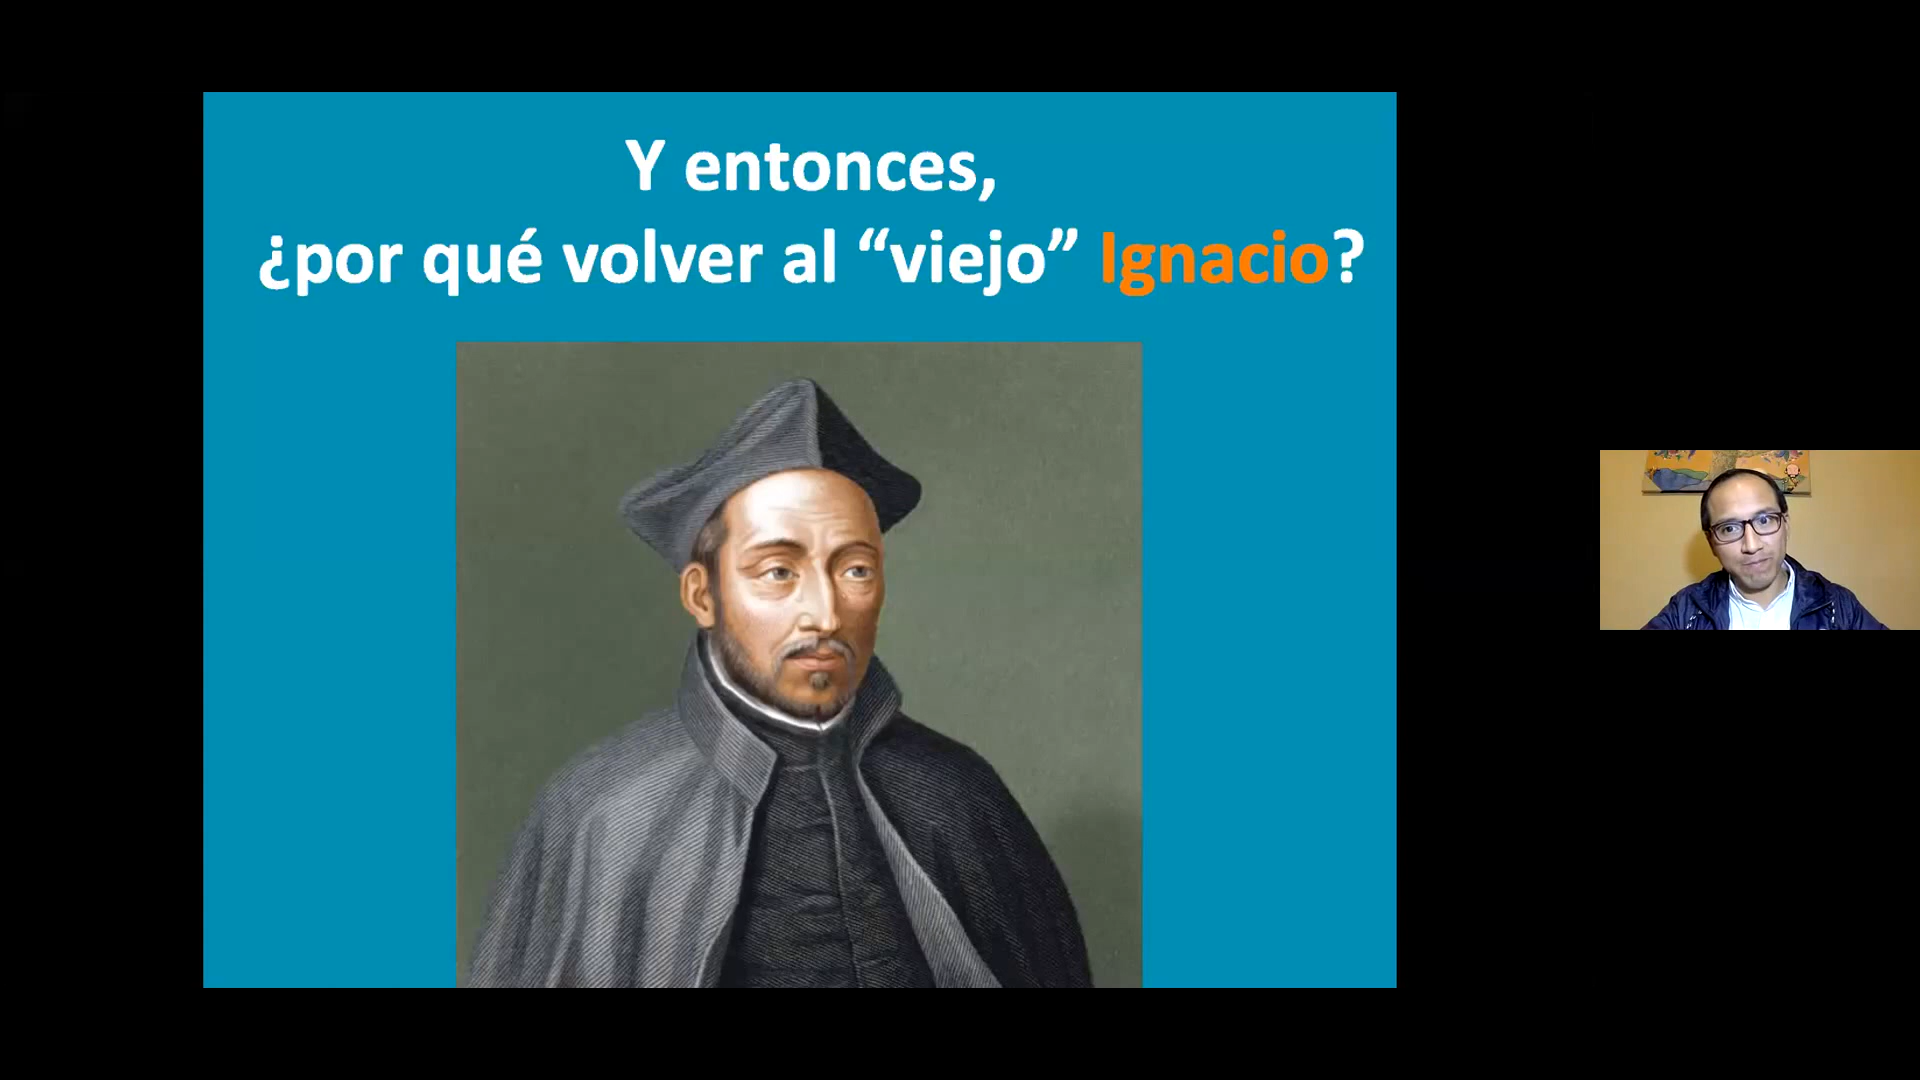 Y entonces,
¿por qué volver al “viejo” Ignacio?